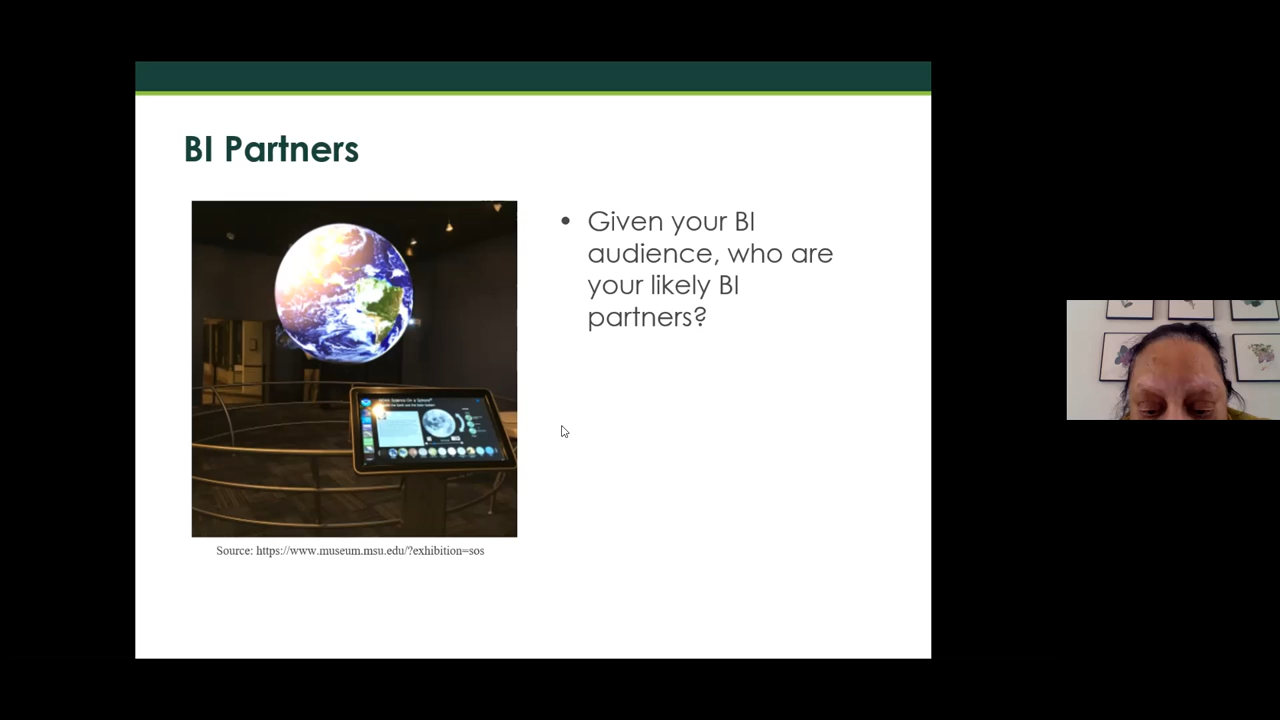 BI Partners
• Given your BI
audience, who are
your likely BI
partners?
Source: https://www.museum.msu.edu/?exhibition=sos